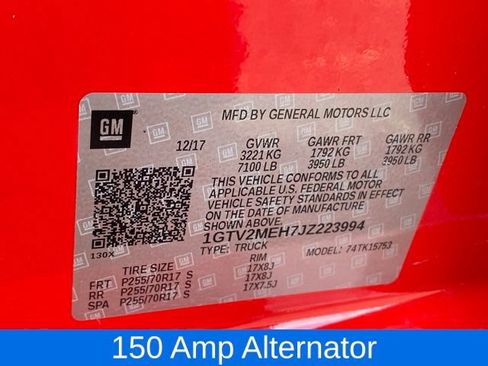 GM
MFD BY GENERAL MOTORS LLC
12/17 GVWR GAWR FRT GAWR RR
3221 KG 1792 KG 1792 KG
7100 LB 3950 LB 3950 LB
THIS VEHICLE CONFORMS TO ALL
APPLICABLE U.S. FEDERAL MOTOR
VEHICLE SAFETY STANDARDS IN EFFECT
ON THE DATE OF MANUFACTURE
SHOWN ABOVE.
1GTV2MEH7JZ223994
TYPE: TRUCK MODEL: 74TK15753
130X
TIRE SIZE RIM
FRT P255/70R17 S 17X8J
RR P255/70R17 S 17X8J
SPA P255/70R17 S 17X7.5J
150 Amp Alternator